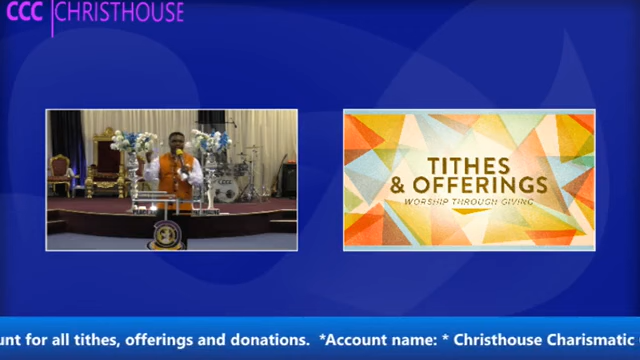 CCC CHRISTHOUSE
TITHES
& OFFERINGS
WORSHIP THROUGH GIVING
unt for all tithes, offerings and donations. *Account name: * Christhouse Charismatic